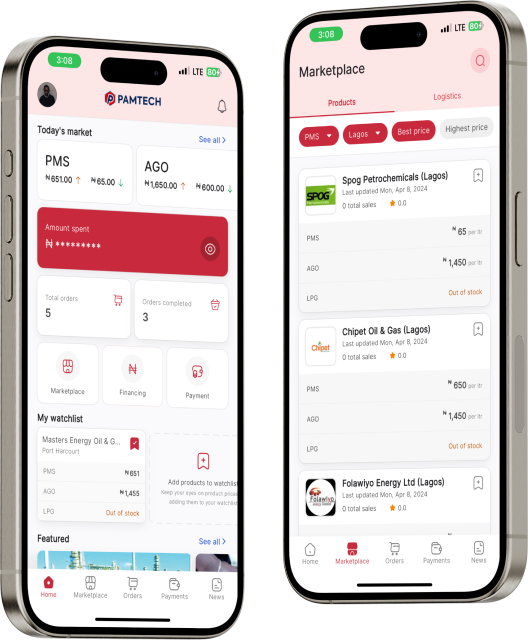 3:08
LTE 80+
PAMTECH
Today's market
See all >
PMS
₦651.00 ↑ ₦65.00 ↓
AGO
₦1,650.00 ↑ ₦600.00 ↓
Amount spent
₦ *********
Total orders
5
Orders completed
3
Marketplace
Financing
Payment
My watchlist
Masters Energy Oil & G...
Port Harcourt
PMS ₦651
AGO ₦1,455
LPG Out of stock
Add products to watchlist
Keep your eyes on product prices
adding them to your watchlist
Featured
See all >
Home
Marketplace
Orders
Payments
News
3:08
LTE 80+
Marketplace
Products
Logistics
PMS
Lagos
Best price
Highest price
SPOG
Spog Petrochemicals (Lagos)
Last updated Mon, Apr 8, 2024
0 total sales 0.0
PMS ₦ 65 per ltr
AGO ₦ 1,450 per ltr
LPG Out of stock
Chipet
Chipet Oil & Gas (Lagos)
Last updated Mon, Apr 8, 2024
0 total sales 0.0
PMS ₦ 650 per ltr
AGO ₦ 1,450 per ltr
LPG Out of stock
Folawiyo
Folawiyo Energy Ltd (Lagos)
Last updated Mon, Apr 8, 2024
0 total sales 0.0
Home
Marketplace
Orders
Payments
News